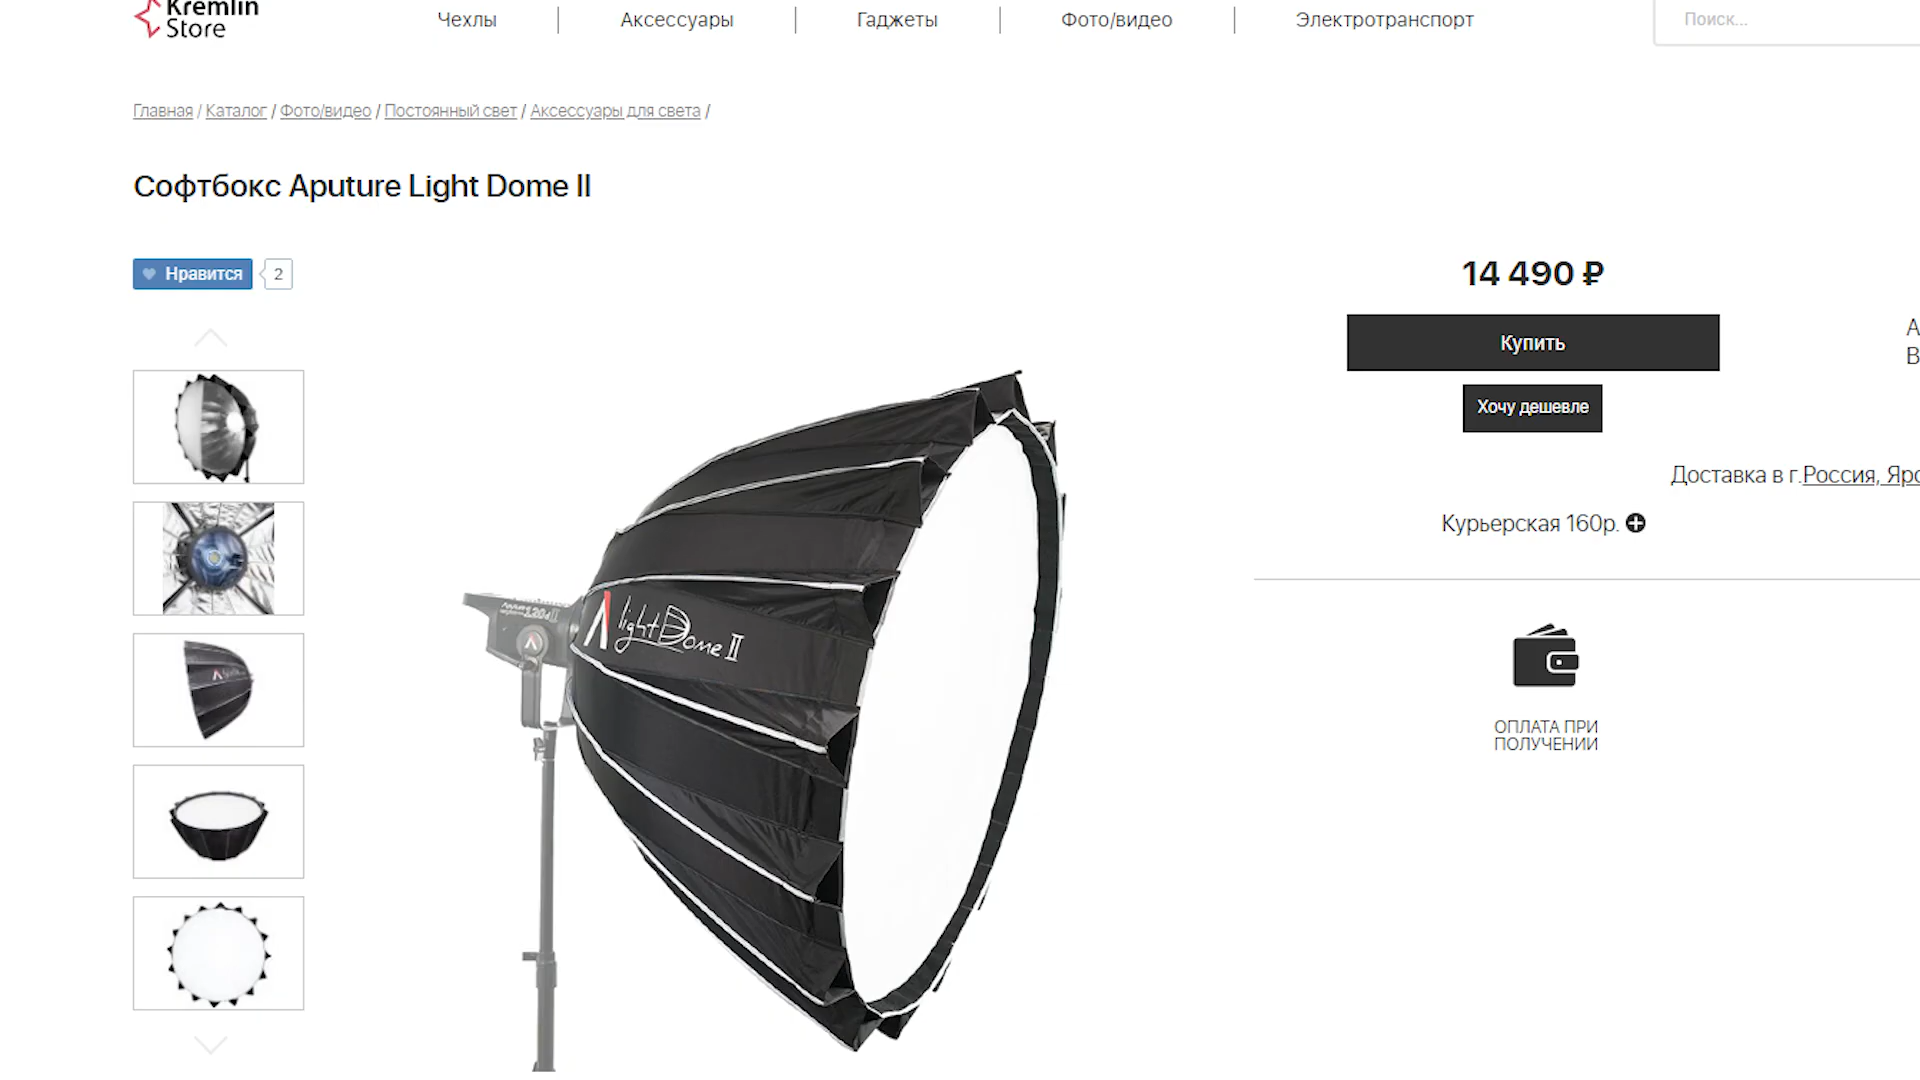 Kremlin
Store
Чехлы
Аксессуары
Гаджеты
Фото/видео
Электротранспорт
Поиск...
Главная / Каталог / Фото/видео / Постоянный свет / Аксессуары для света /
Софтбокс Aputure Light Dome II
Нравится 2
14 490 ₽
Купить
Хочу дешевле
А
В
Доставка в г.Россия, Яро
Курьерская 160р.
ОПЛАТА ПРИ
ПОЛУЧЕНИИ
light Dome II